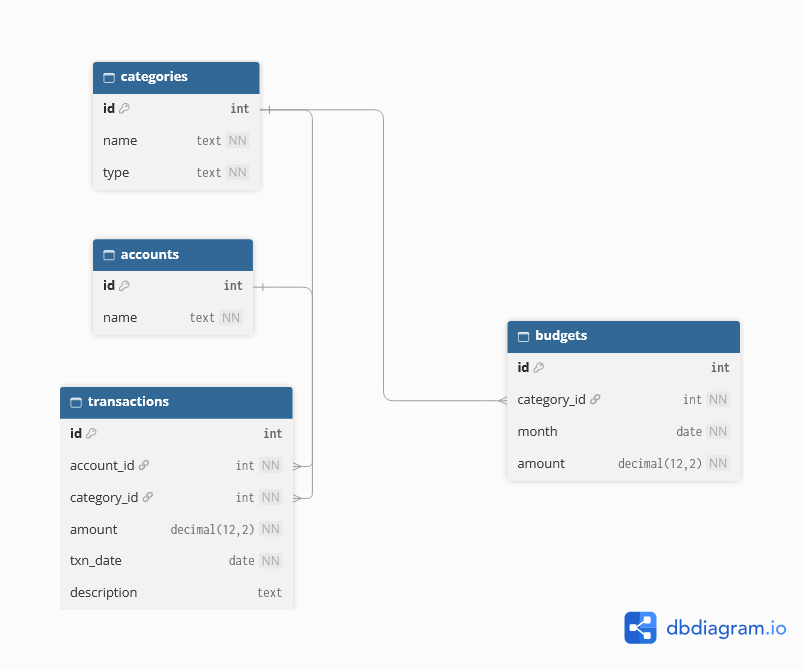 categories
id int
name text NN
type text NN
accounts
id int
name text NN
transactions
id int
account_id int NN
category_id int NN
amount decimal(12,2) NN
txn_date date NN
description text
budgets
id int
category_id int NN
month date NN
amount decimal(12,2) NN
dbdiagram.io